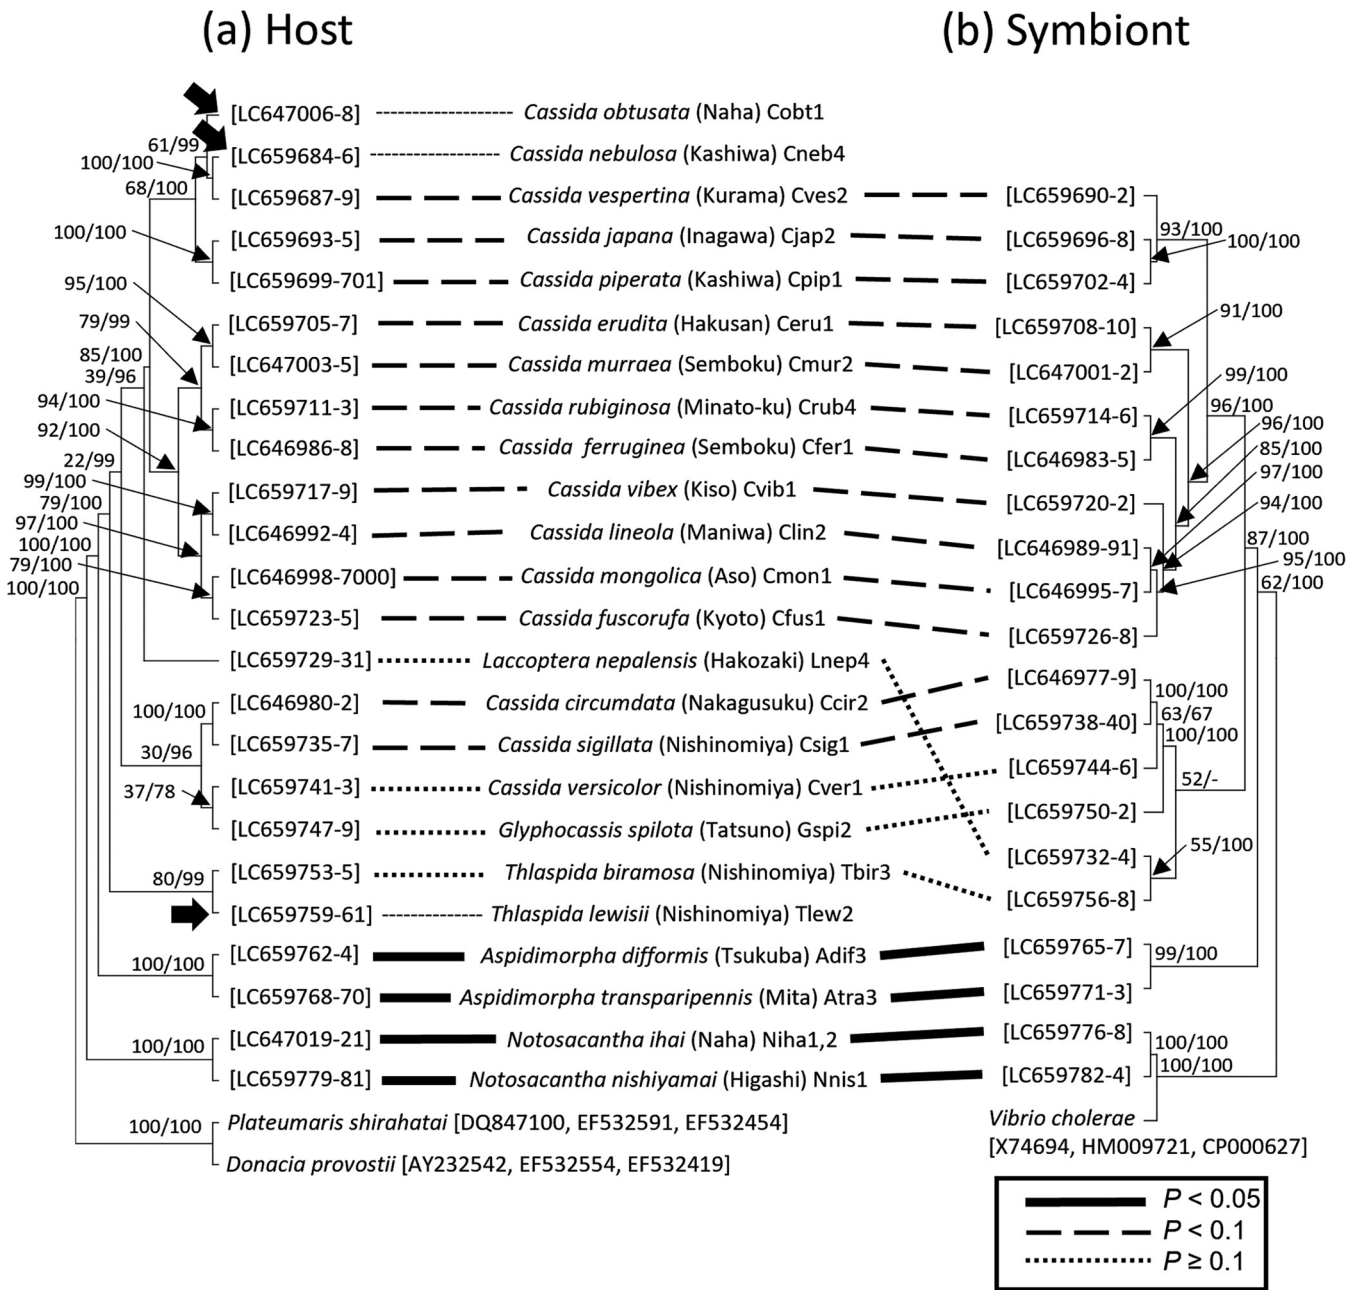 (a) Host
(b) Symbiont
[LC647006-8] Cassida obtusata (Naha) Cobt1
61/99
[LC659684-6] Cassida nebulosa (Kashiwa) Cneb4
100/100
68/100
[LC659687-9] Cassida vespertina (Kurama) Cves2 [LC659690-2]
93/100
100/100
[LC659693-5] Cassida japana (Inagawa) Cjap2 [LC659696-8]
100/100
[LC659699-701] Cassida piperata (Kashiwa) Cpip1 [LC659702-4]
95/100
91/100
79/99
[LC659705-7] Cassida erudita (Hakusan) Ceru1 [LC659708-10]
85/100
[LC647003-5] Cassida murraea (Semboku) Cmur2 [LC647001-2]
39/96
99/100
94/100
[LC659711-3] Cassida rubiginosa (Minato-ku) Crub4 [LC659714-6]
96/100
96/100
92/100
[LC646986-8] Cassida ferruginea (Semboku) Cfer1 [LC646983-5]
85/100
22/99
97/100
99/100
[LC659717-9] Cassida vibex (Kiso) Cvib1 [LC659720-2]
94/100
79/100
97/100
[LC646992-4] Cassida lineola (Maniwa) Clin2 [LC646989-91]
87/100
100/100
95/100
79/100
[LC646998-7000] Cassida mongolica (Aso) Cmon1 [LC646995-7]
62/100
100/100
[LC659723-5] Cassida fuscorufa (Kyoto) Cfus1 [LC659726-8]
[LC659729-31] Laccoptera nepalensis (Hakozaki) Lnep4
[LC646980-2] Cassida circumdata (Nakagusuku) Ccir2 [LC646977-9]
100/100
100/100
63/67
[LC659735-7] Cassida sigillata (Nishinomiya) Csig1 [LC659738-40]
100/100
30/96
[LC659741-3] Cassida versicolor (Nishinomiya) Cver1 [LC659744-6]
52/-
37/78
[LC659747-9] Glyphocassis spilota (Tatsuno) Gspi2 [LC659750-2]
55/100
[LC659753-5] Thlaspida biramosa (Nishinomiya) Tbir3 [LC659732-4]
80/99
[LC659759-61] Thlaspida lewisii (Nishinomiya) Tlew2 [LC659756-8]
[LC659762-4] Aspidimorpha difformis (Tsukuba) Adif3 [LC659765-7]
100/100
99/100
[LC659768-70] Aspidimorpha transparipennis (Mita) Atra3 [LC659771-3]
[LC647019-21] Notosacantha ihai (Naha) Niha1,2 [LC659776-8]
100/100
100/100
100/100
[LC659779-81] Notosacantha nishiyamai (Higashi) Nnis1 [LC659782-4]
Plateumaris shirahatai [DQ847100, EF532591, EF532454]
Vibrio cholerae
100/100
[X74694, HM009721, CP000627]
Donacia provostii [AY232542, EF532554, EF532419]
P < 0.05
P < 0.1
P ≥ 0.1